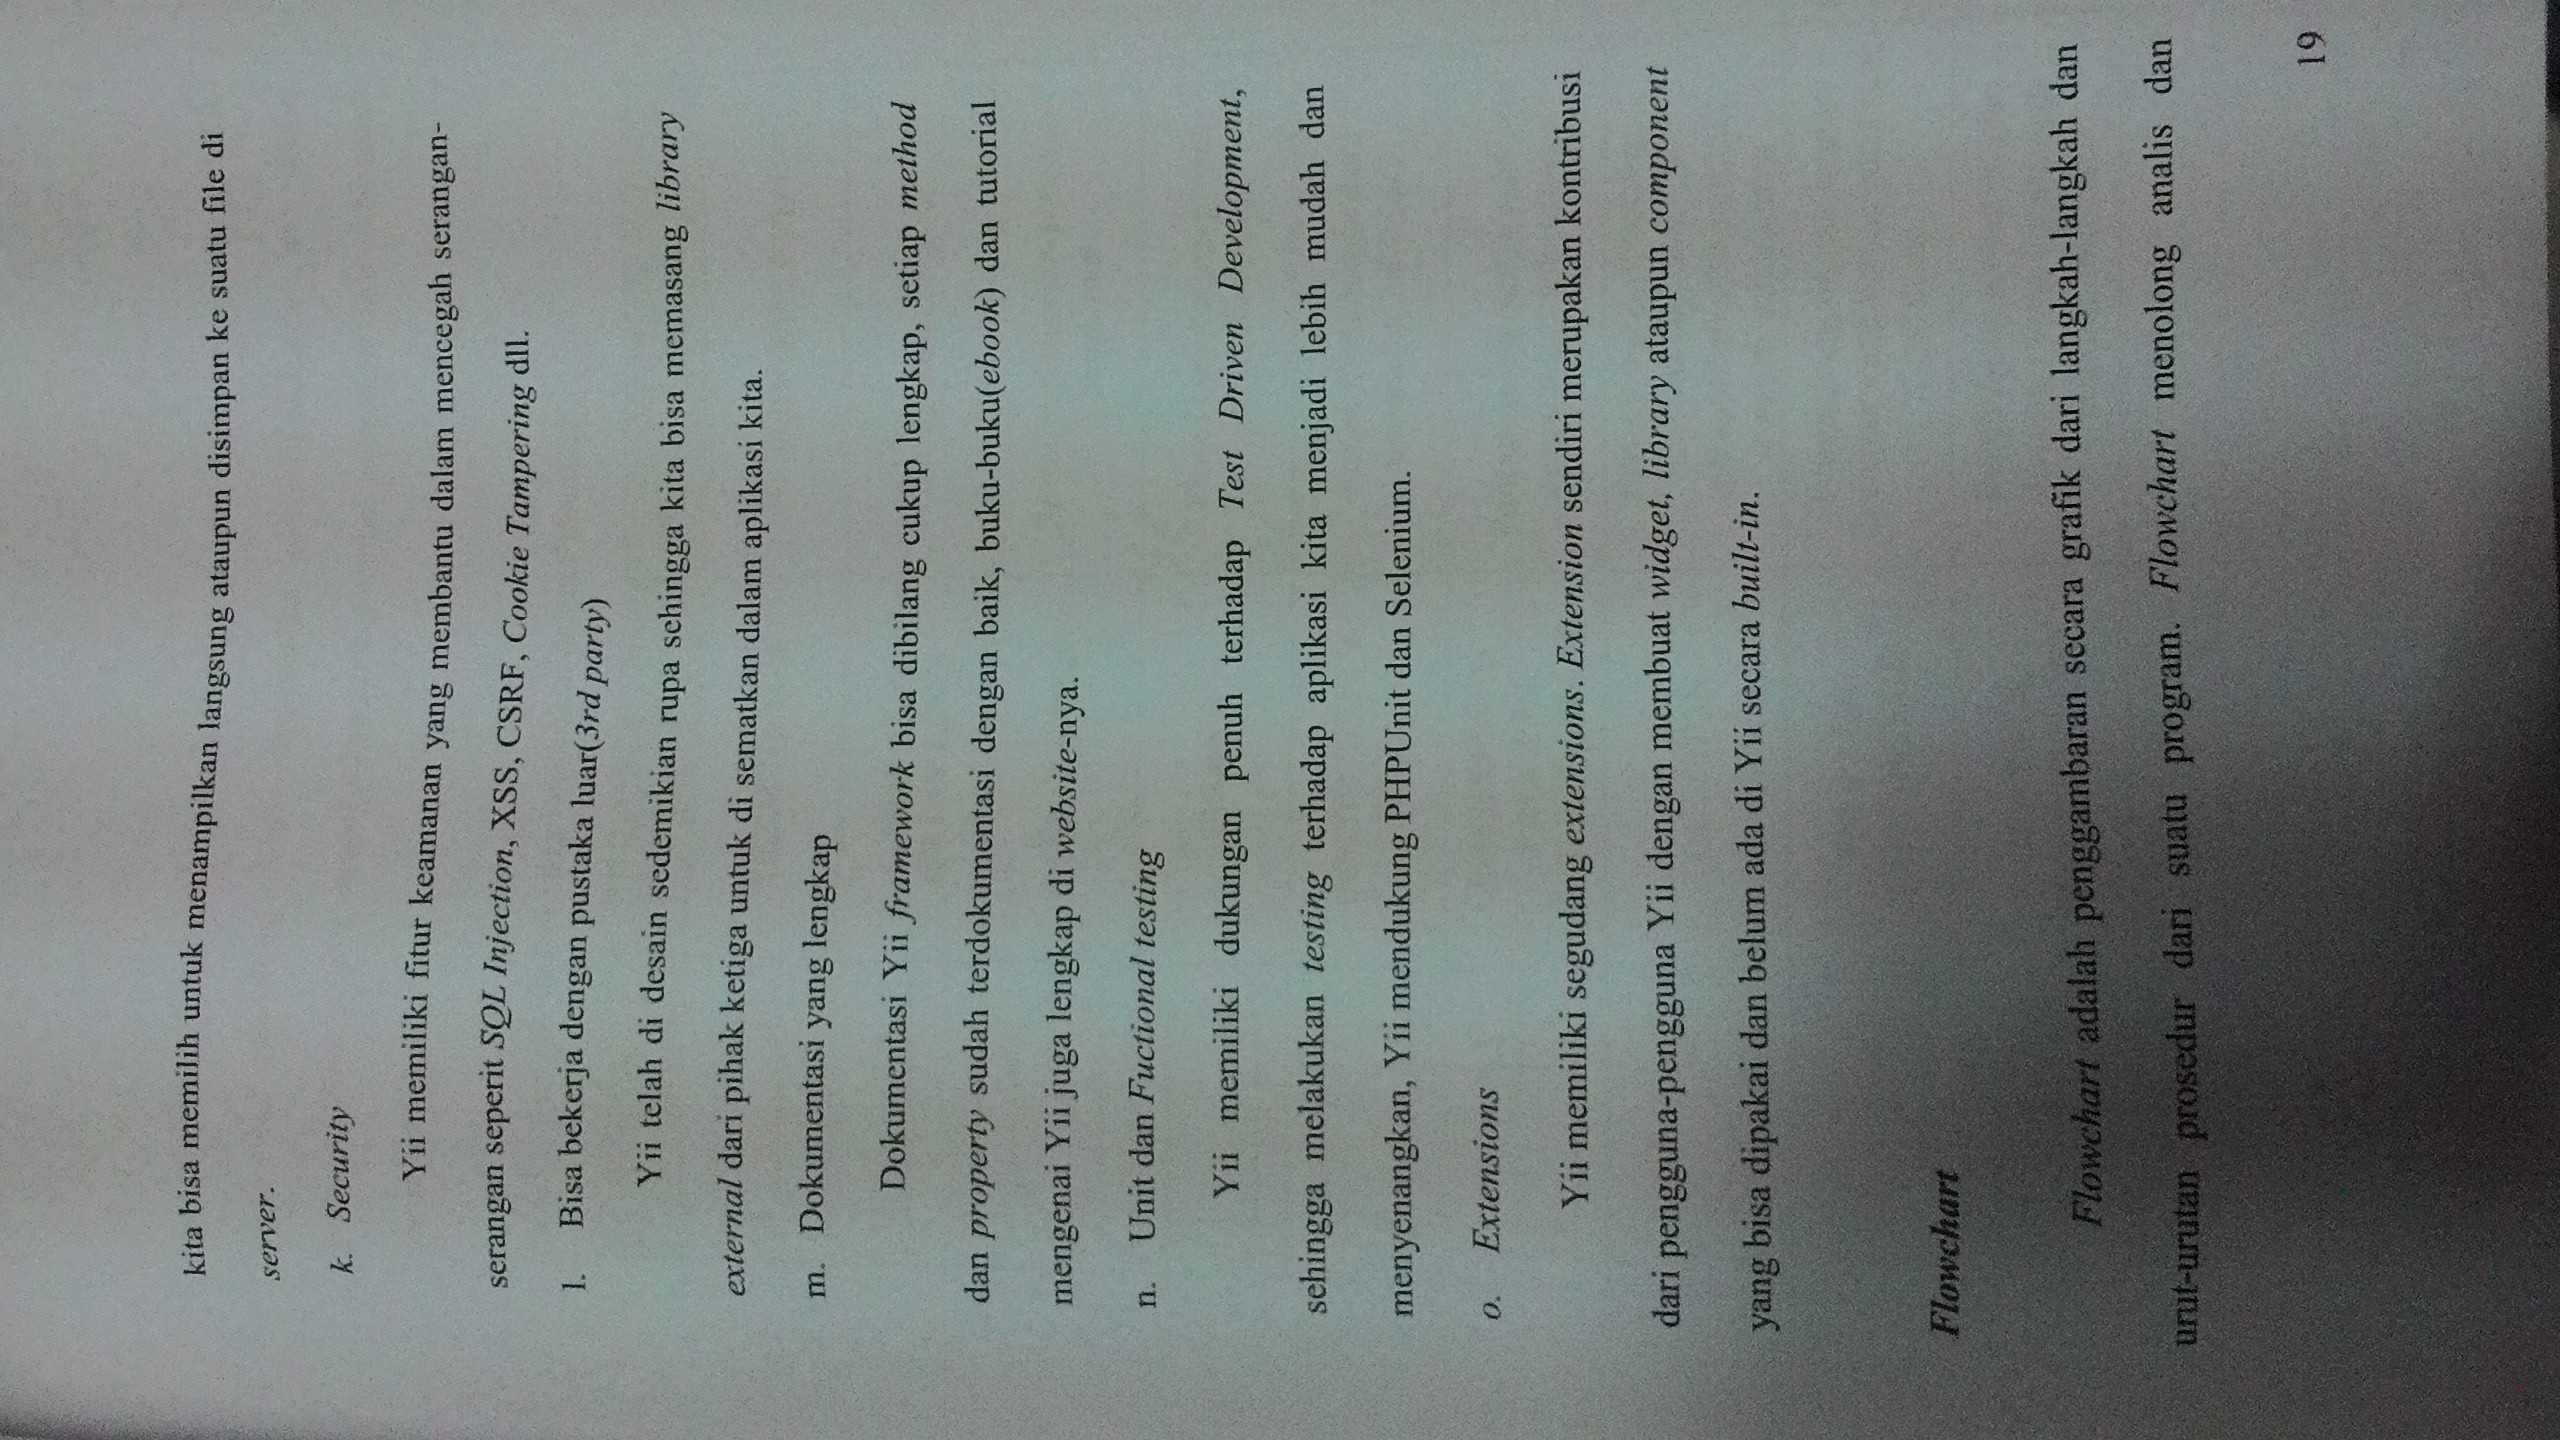 kita bisa memilih untuk menampilkan langsung ataupun disimpan ke suatu file di
server.
k. Security
Yii memiliki fitur keamanan yang membantu dalam mencegah serangan-
serangan seperit SQL Injection, XSS, CSRF, Cookie Tampering dll.
l. Bisa bekerja dengan pustaka luar(3rd party)
Yii telah di desain sedemikian rupa sehingga kita bisa memasang library
external dari pihak ketiga untuk di sematkan dalam aplikasi kita.
m. Dokumentasi yang lengkap
Dokumentasi Yii framework bisa dibilang cukup lengkap, setiap method
dan property sudah terdokumentasi dengan baik, buku-buku(ebook) dan tutorial
mengenai Yii juga lengkap di website-nya.
n. Unit dan Fuctional testing
Yii memiliki dukungan penuh terhadap Test Driven Development,
sehingga melakukan testing terhadap aplikasi kita menjadi lebih mudah dan
menyenangkan, Yii mendukung PHPUnit dan Selenium.
o. Extensions
Yii memiliki segudang extensions. Extension sendiri merupakan kontribusi
dari pengguna-pengguna Yii dengan membuat widget, library ataupun component
yang bisa dipakai dan belum ada di Yii secara built-in.
Flowchart
Flowchart adalah penggambaran secara grafik dari langkah-langkah dan
urut-urutan prosedur dari suatu program. Flowchart menolong analis dan
19